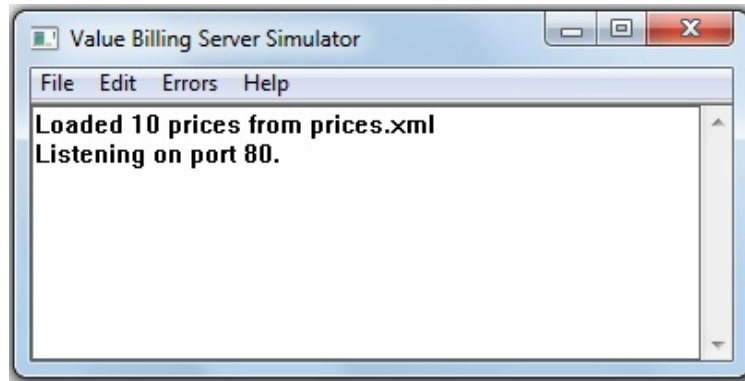 Value Billing Server Simulator
File Edit Errors Help
Loaded 10 prices from prices.xml
Listening on port 80.